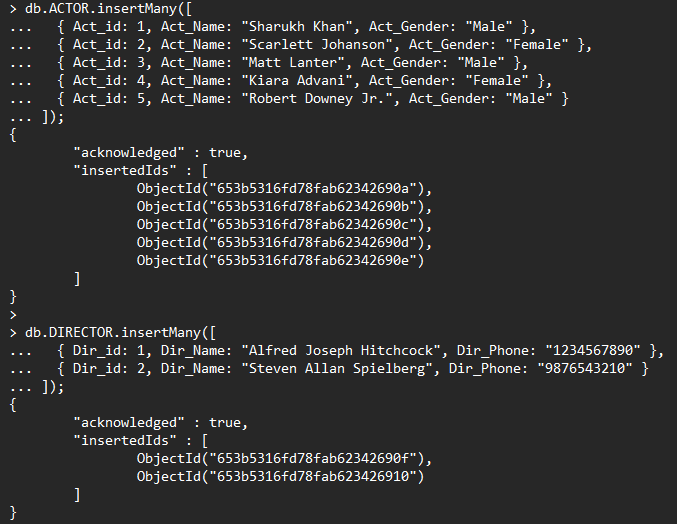 > db.ACTOR.insertMany([
...   { Act_id: 1, Act_Name: "Sharukh Khan", Act_Gender: "Male" },
...   { Act_id: 2, Act_Name: "Scarlett Johanson", Act_Gender: "Female" },
...   { Act_id: 3, Act_Name: "Matt Lanter", Act_Gender: "Male" },
...   { Act_id: 4, Act_Name: "Kiara Advani", Act_Gender: "Female" },
...   { Act_id: 5, Act_Name: "Robert Downey Jr.", Act_Gender: "Male" }
... ]);
{
        "acknowledged" : true,
        "insertedIds" : [
                ObjectId("653b5316fd78fab62342690a"),
                ObjectId("653b5316fd78fab62342690b"),
                ObjectId("653b5316fd78fab62342690c"),
                ObjectId("653b5316fd78fab62342690d"),
                ObjectId("653b5316fd78fab62342690e")
        ]
}
>
> db.DIRECTOR.insertMany([
...   { Dir_id: 1, Dir_Name: "Alfred Joseph Hitchcock", Dir_Phone: "1234567890" },
...   { Dir_id: 2, Dir_Name: "Steven Allan Spielberg", Dir_Phone: "9876543210" }
... ]);
{
        "acknowledged" : true,
        "insertedIds" : [
                ObjectId("653b5316fd78fab62342690f"),
                ObjectId("653b5316fd78fab623426910")
        ]
}